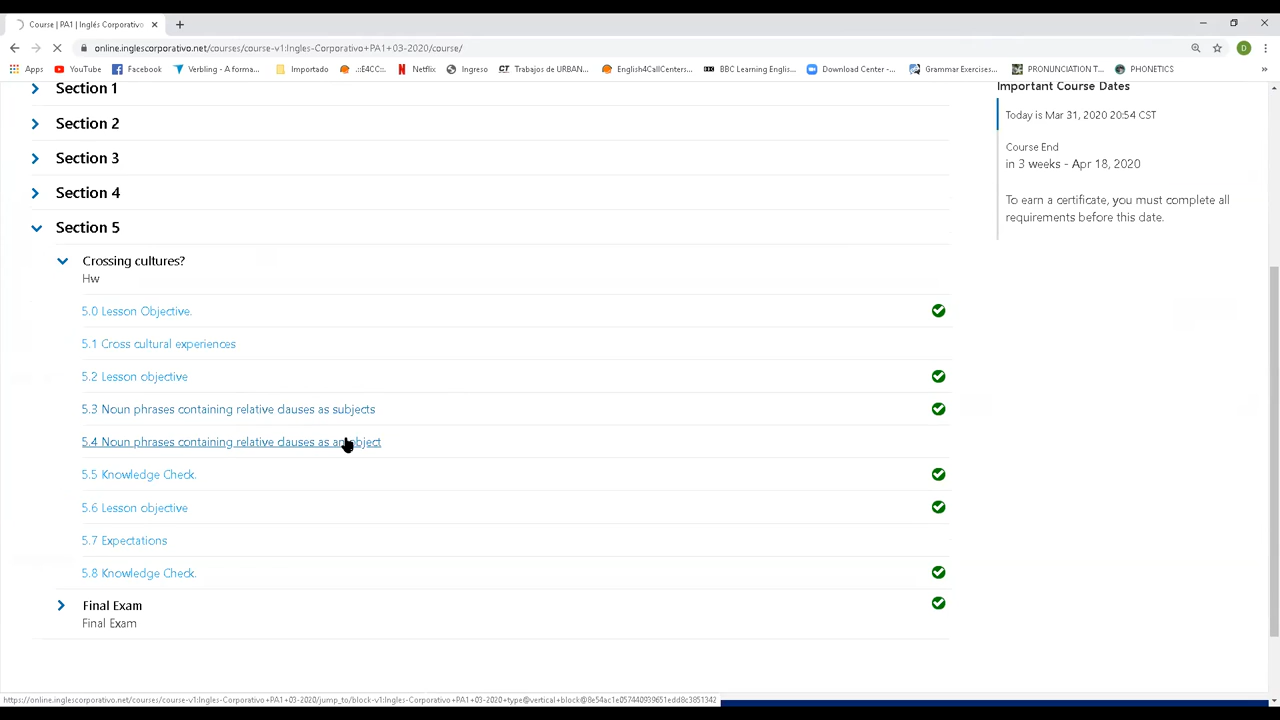 Course | PA1 | Inglés Corporativo
online.inglescorporativo.net/courses/course-v1:Ingles-Corporativo+PA1+03-2020/course/
D
Apps YouTube Facebook Verbling - A forma... Importado .::E4CC::. Netflix Ingreso Trabajos de URBAN... English4CallCenters... BBC Learning English... Download Center -... Grammar Exercises... PRONUNCIATION T... PHONETICS »
Section 1
Section 2
Section 3
Section 4
Section 5
Crossing cultures?
Hw
5.0 Lesson Objective.
5.1 Cross cultural experiences
5.2 Lesson objective
5.3 Noun phrases containing relative clauses as subjects
5.4 Noun phrases containing relative clauses as an object
5.5 Knowledge Check.
5.6 Lesson objective
5.7 Expectations
5.8 Knowledge Check.
Final Exam
Final Exam
Important Course Dates
Today is Mar 31, 2020 20:54 CST
Course End
in 3 weeks - Apr 18, 2020
To earn a certificate, you must complete all
requirements before this date.